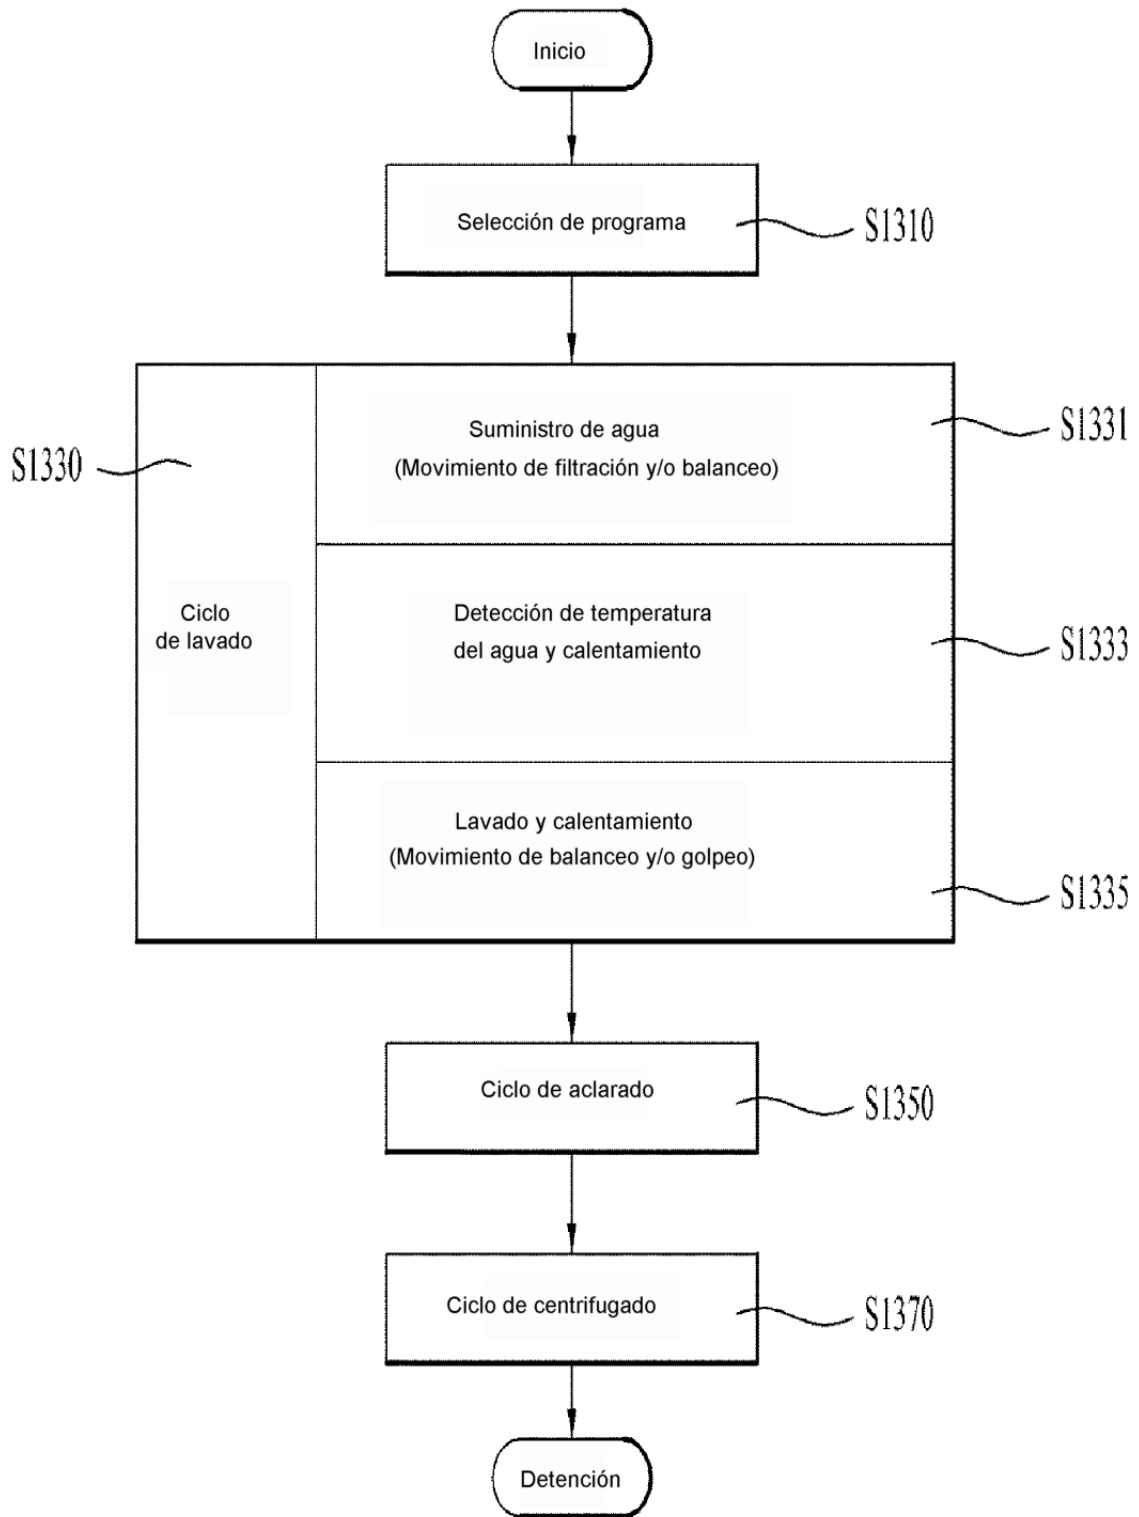 Inicio
Selección de programa
S1310
Suministro de agua
(Movimiento de filtración y/o balanceo)
S1331
S1330
Ciclo
de lavado
Detección de temperatura
del agua y calentamiento
S1333
Lavado y calentamiento
(Movimiento de balanceo y/o golpeo)
S1335
Ciclo de aclarado
S1350
Ciclo de centrifugado
S1370
Detención